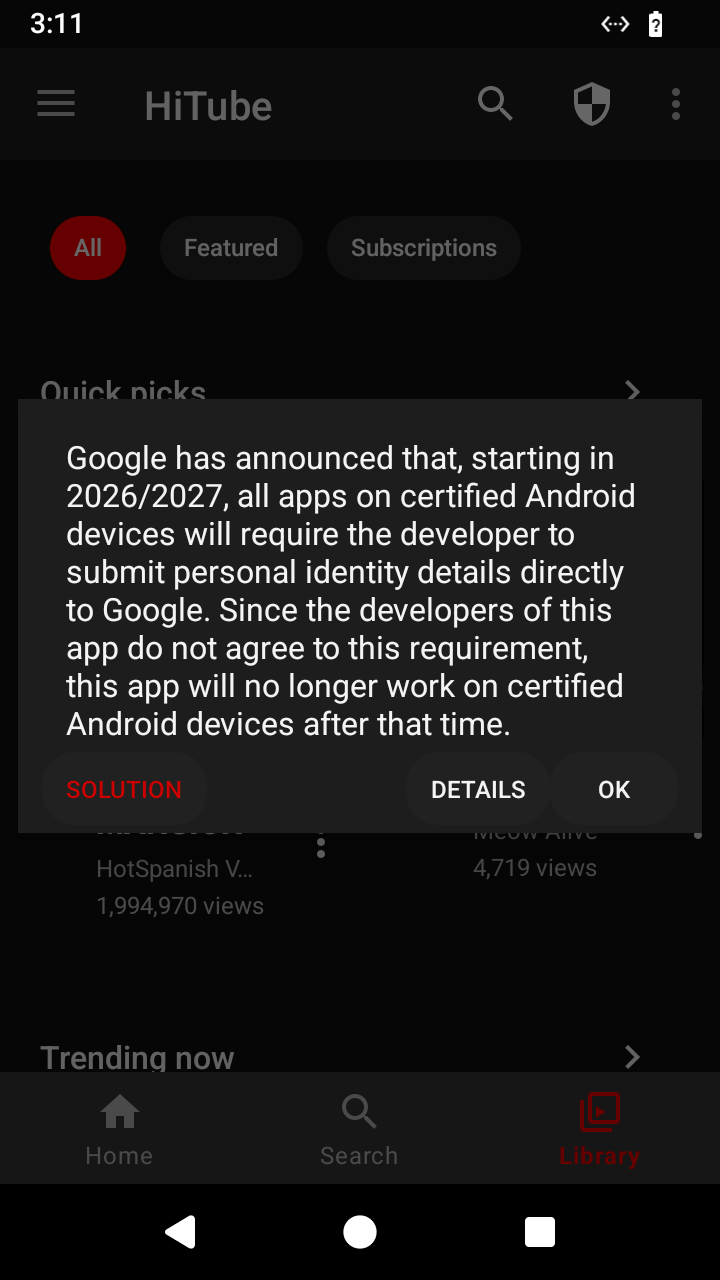 3:11
HiTube
All
Featured
Subscriptions
Quick picks
Google has announced that, starting in
2026/2027, all apps on certified Android
devices will require the developer to
submit personal identity details directly
to Google. Since the developers of this
app do not agree to this requirement,
this app will no longer work on certified
Android devices after that time.
SOLUTION
DETAILS
OK
Meow Alive
HotSpanish V...
4,719 views
1,994,970 views
Trending now
Home
Search
Library